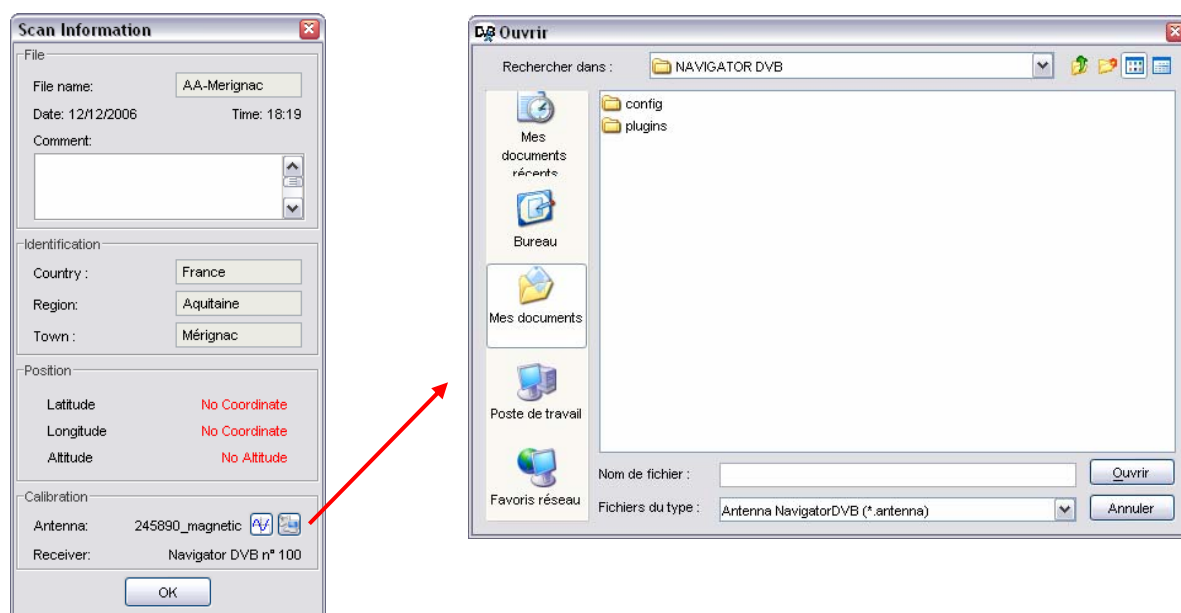 Scan Information
File
File name: AA-Merignac
Date: 12/12/2006 Time: 18:19
Comment:
Identification
Country : France
Region: Aquitaine
Town : Mérignac
Position
Latitude No Coordinate
Longitude No Coordinate
Altitude No Altitude
Calibration
Antenna: 245890_magnetic
Receiver: Navigator DVB n° 100
OK
DVB Ouvrir
Rechercher dans : NAVIGATOR DVB
Mes
documents
récents
Bureau
Mes documents
Poste de travail
Favoris réseau
config
plugins
Nom de fichier : Ouvrir
Fichiers du type : Antenna NavigatorDVB (*.antenna) Annuler